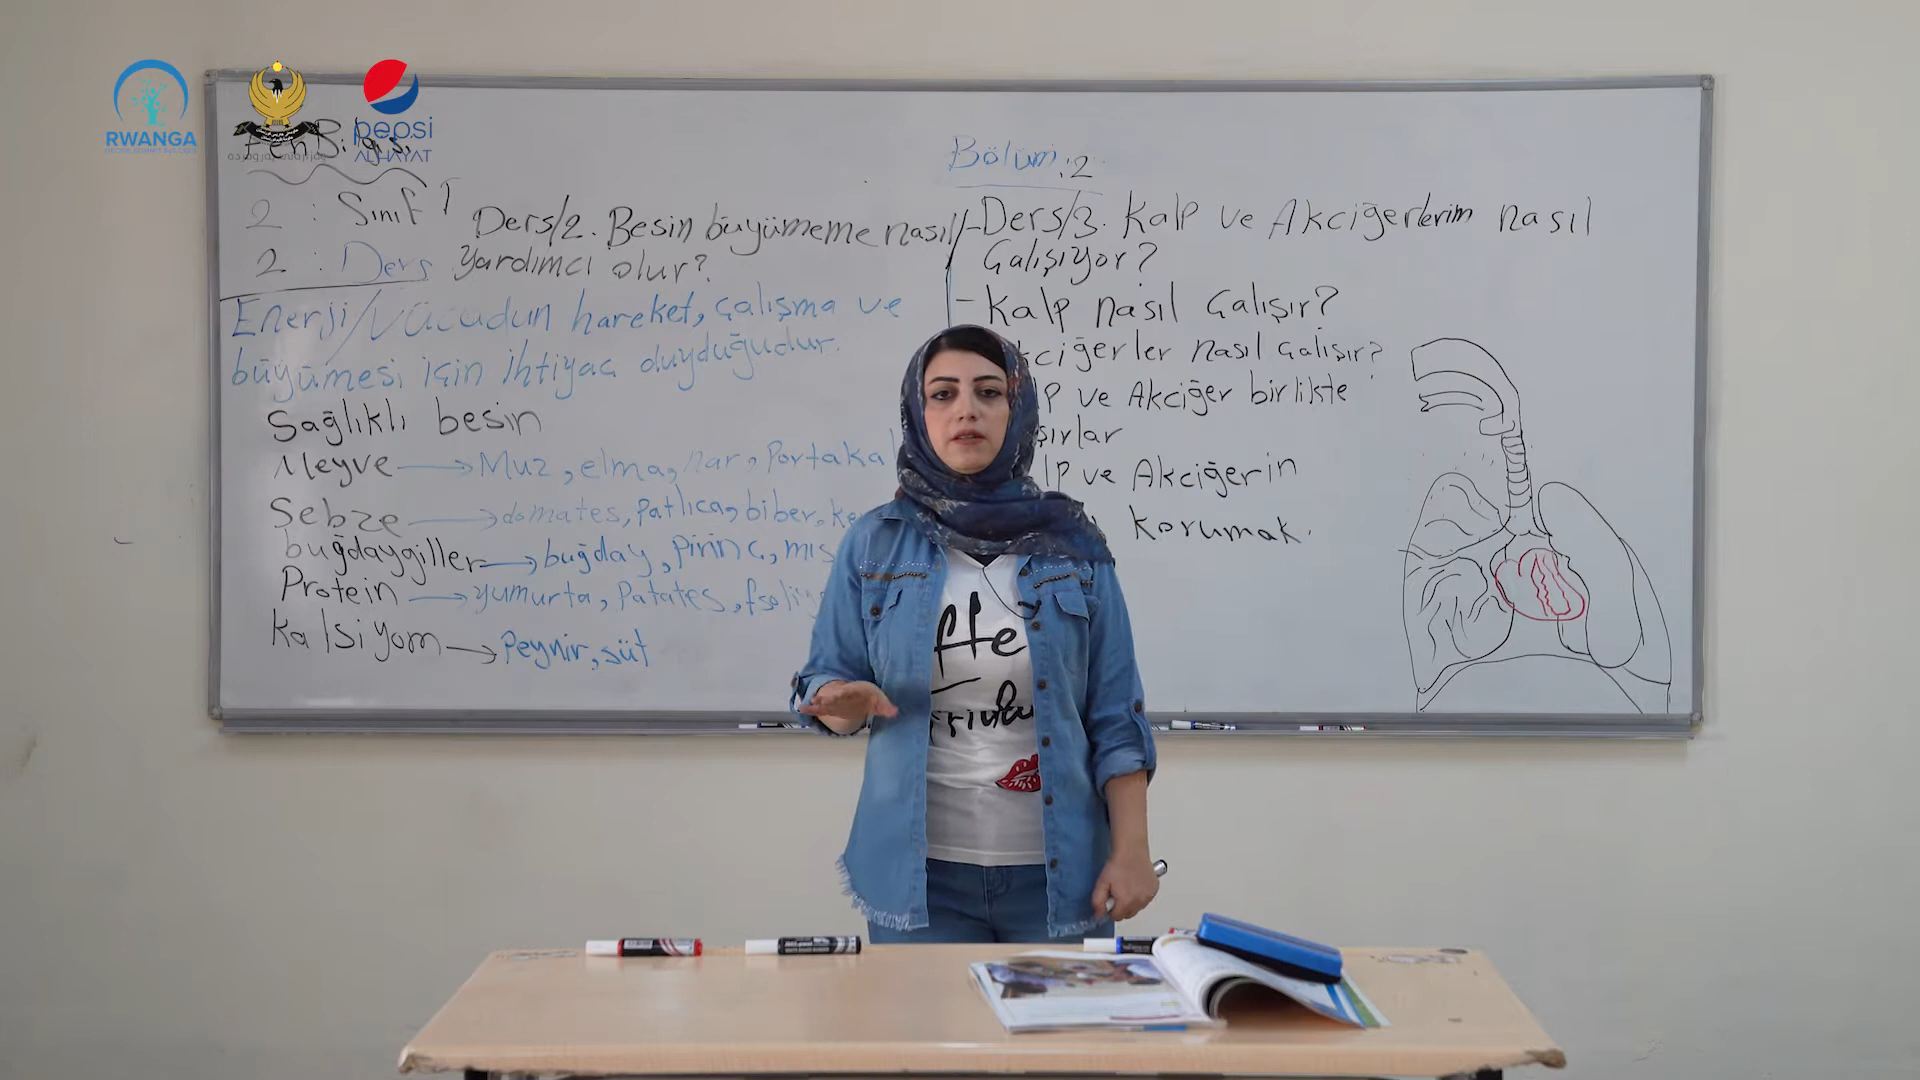 RWANGA
pepsi
ALHAYAT
Fen Bilgisi
2 : Sınıf
2 : Ders
Ders/2. Besin büyümeme nasıl
Yardımcı olur?
Enerji/Vücudun hareket, çalışma ve
büyümesi için ihtiyaç duyduğudur.
Sağlıklı besin
Meyve → Muz, elma, nar, Portakal
Sebze → domates, patlıcan, biber,
buğdaygiller → buğday, pirinç, mıs
Protein → yumurta, Patates,
Kalsiyom → Peynir, süt
Bölüm: 2
-Ders/3. Kalp ve Akciğerlerim nasıl
Çalışıyor?
- Kalp nasıl Çalışır?
kciğerler nasıl Çalışır?
lp ve Akciğer birlikte
şırlar
lp ve Akciğerin
korumak.
ffe